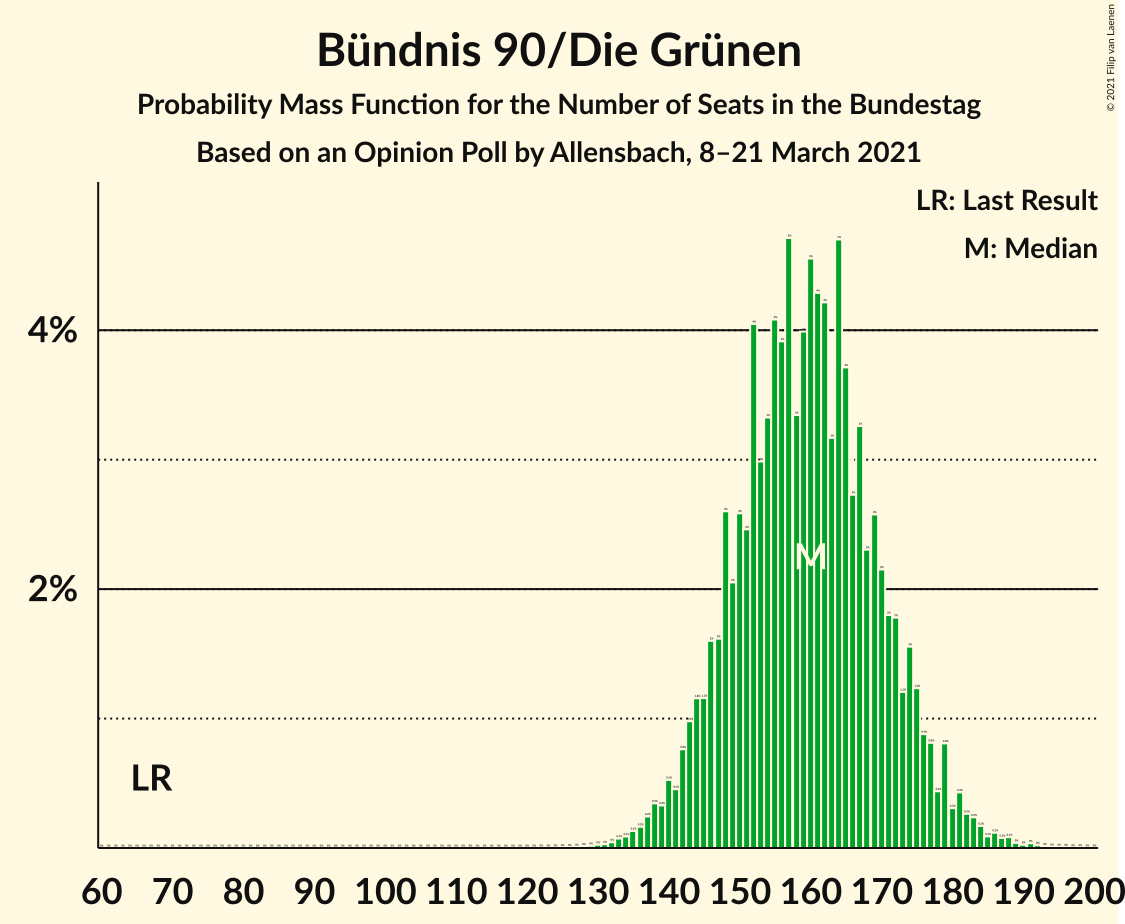 Bündnis 90/Die Grünen
Probability Mass Function for the Number of Seats in the Bundestag
Based on an Opinion Poll by Allensbach, 8–21 March 2021
© 2021 Filip van Laenen
LR: Last Result
M: Median
4%
2%
M
LR
60 70 80 90 100 110 120 130 140 150 160 170 180 190 200